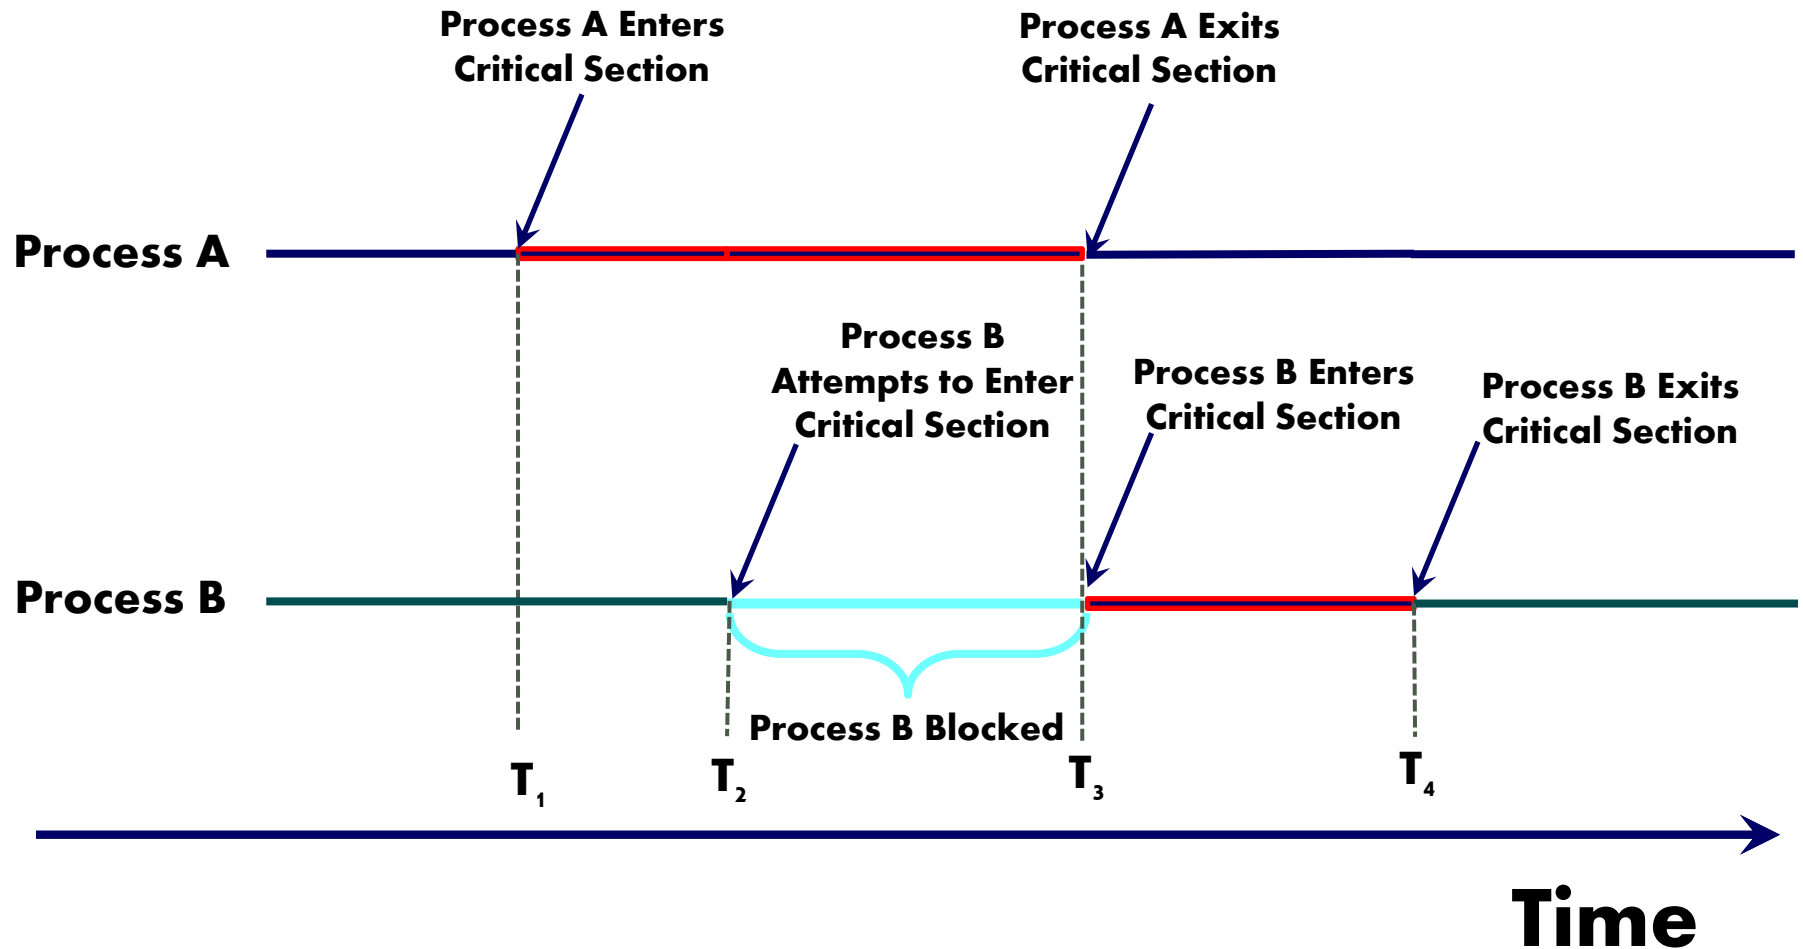 Process A Enters
Critical Section
Process A Exits
Critical Section
Process A
Process B
Attempts to Enter
Critical Section
Process B Enters
Critical Section
Process B Exits
Critical Section
Process B
Process B Blocked
T1
T2
T3
T4
Time